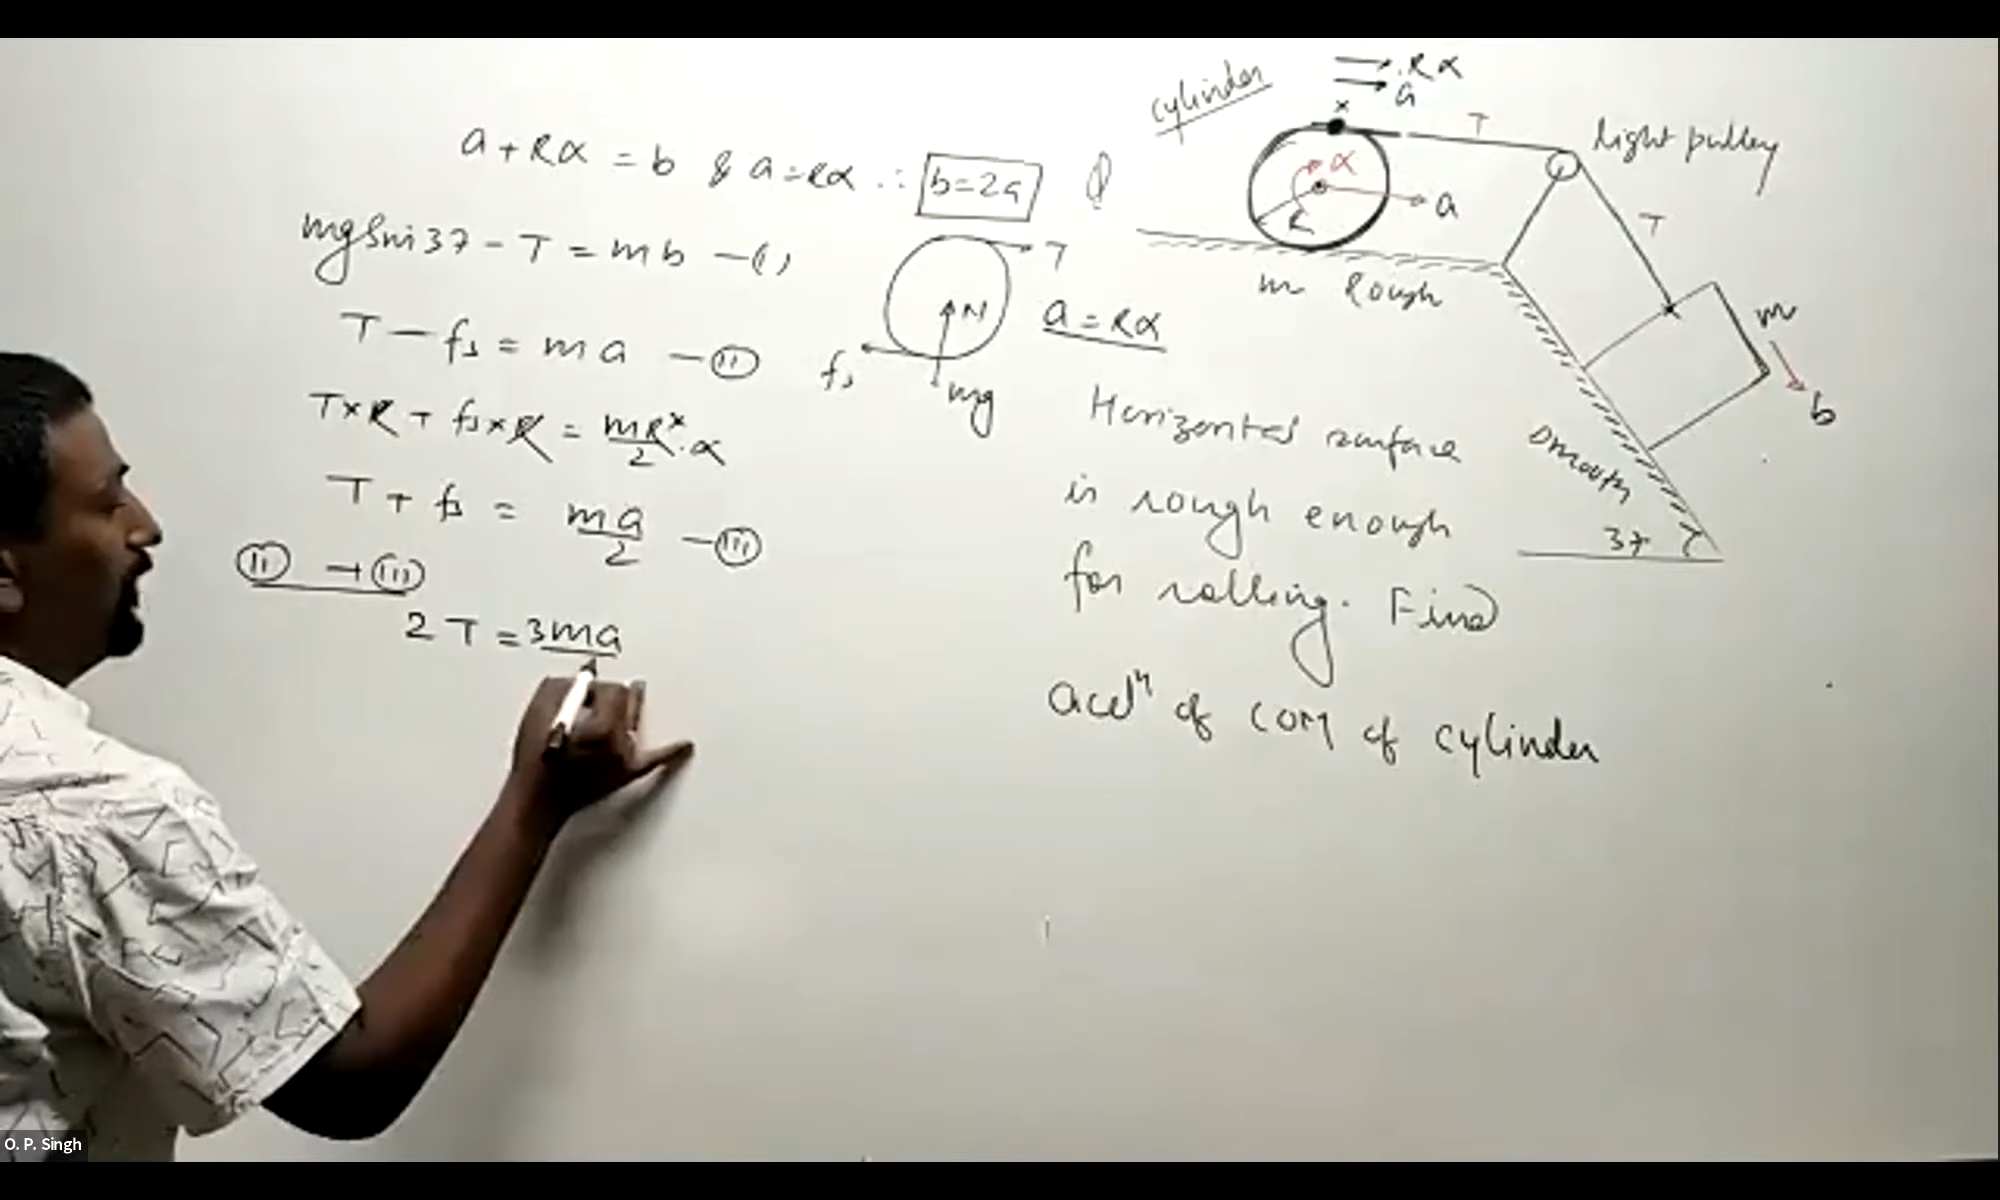 a + Rα = b & a = Rα ∴ b = 2a
mg Sin 37 - T = mb —(I)
T - fs = ma —(II)
T×R + fs×R = mR²/2 . α
T + fs = ma/2 —(III)
(II) + (III)
2T = 3ma
T
N
fs
mg
a = Rα
cylinder
Rα
a
T
light pulley
α
a
R
T
m Rough
m
b
smooth
37
Horizontal surface
is rough enough
for rolling. Find
accⁿ of COM of cylinder
O. P. Singh